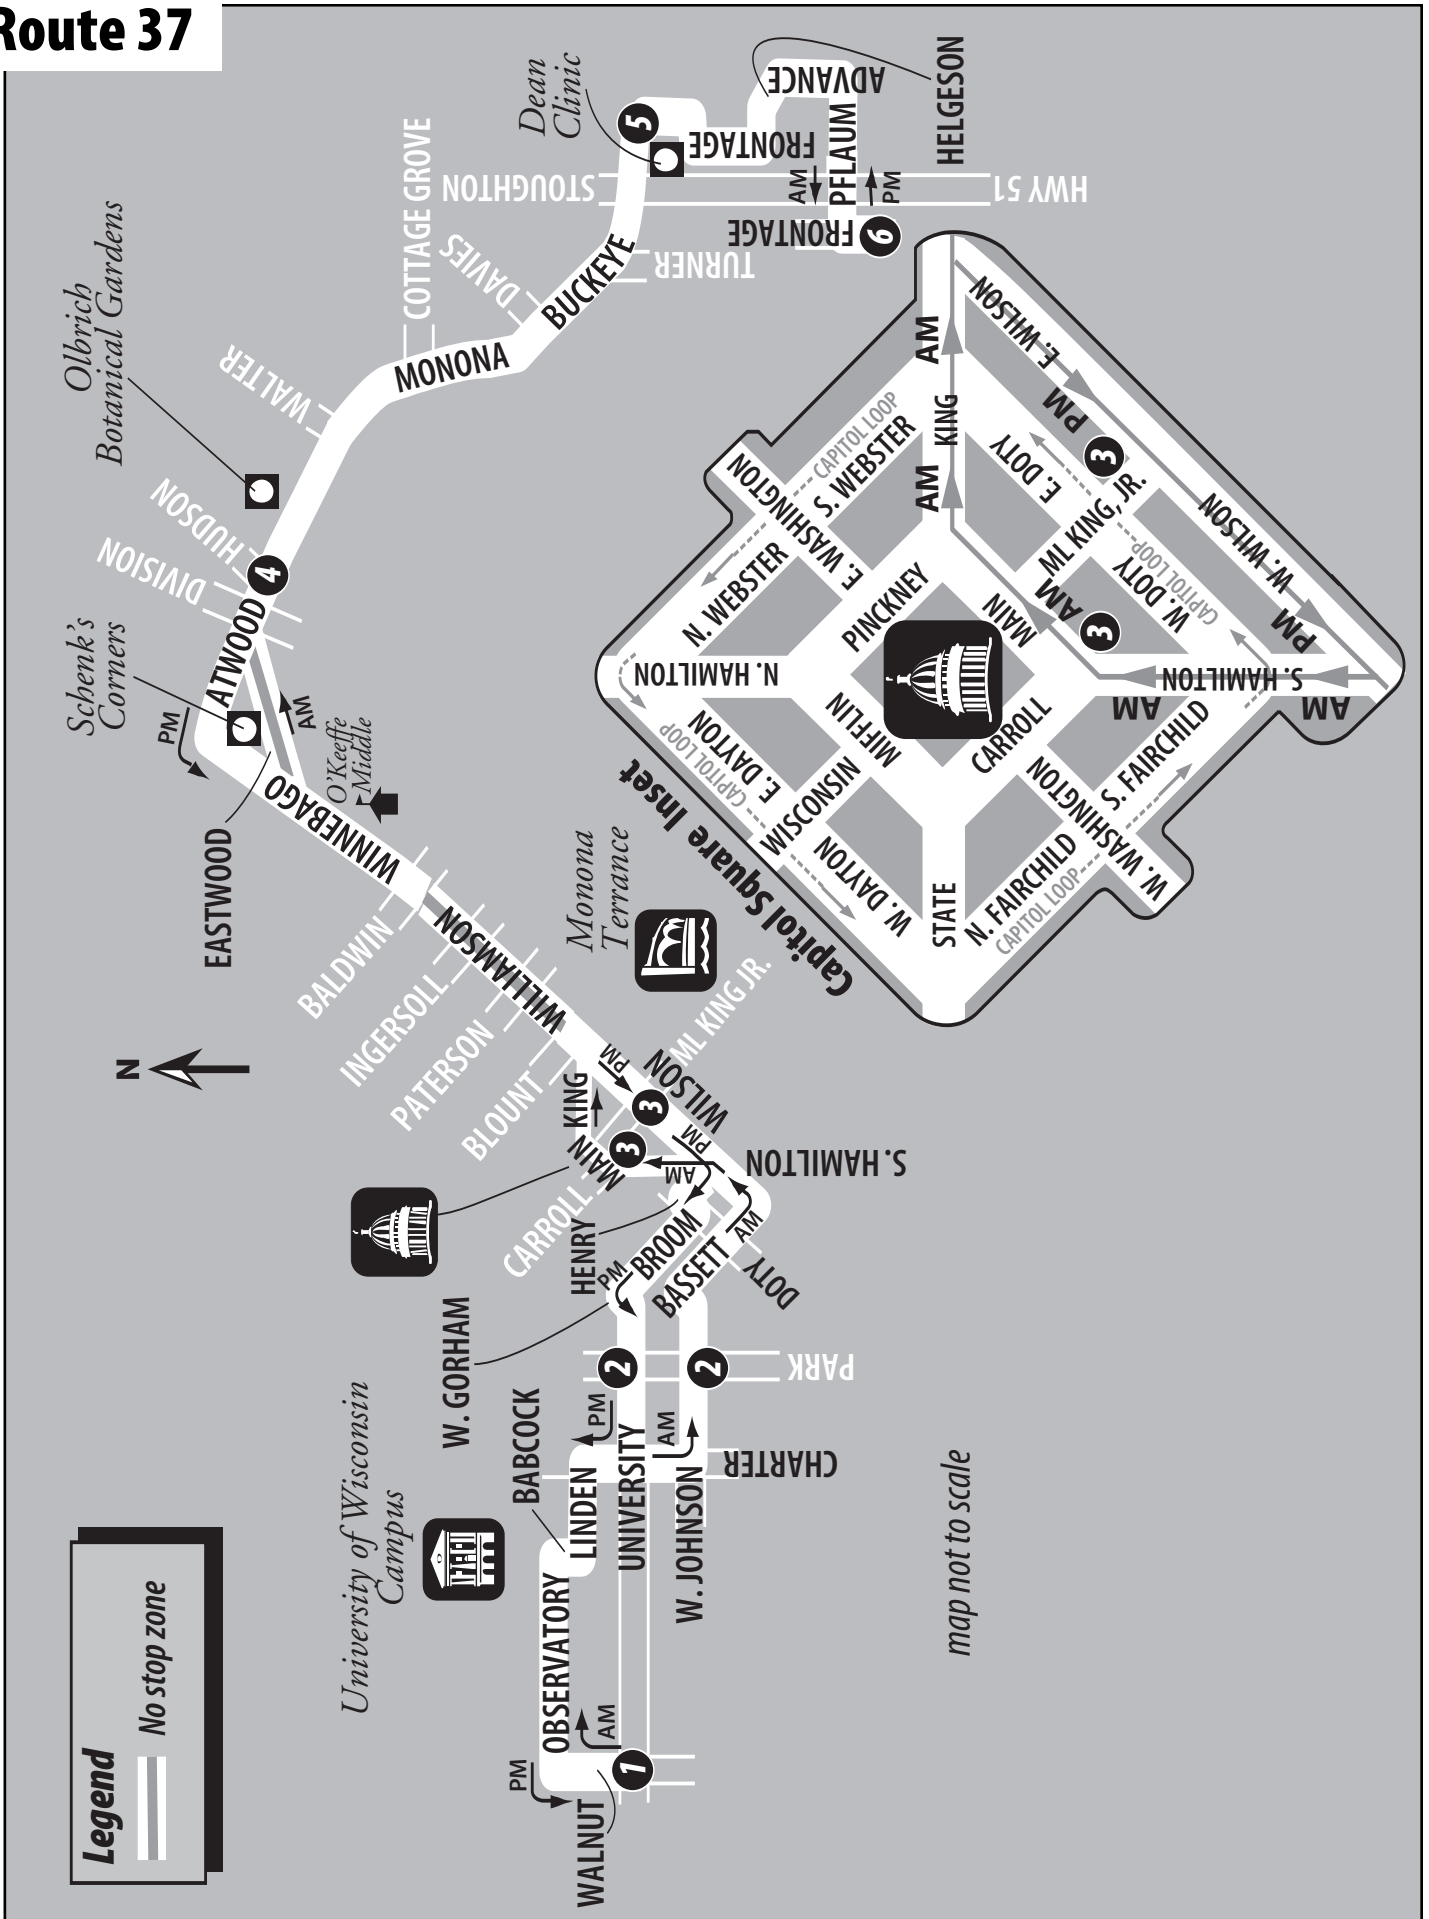 Route 37
Legend
No stop zone
N
University of Wisconsin
Campus
WALNUT
PM
AM
1
OBSERVATORY
BABCOCK
LINDEN
UNIVERSITY
W. JOHNSON
CHARTER
PM
AM
2
2
PARK
W. GORHAM
PM
BROOM
BASSETT
HENRY
DOTY
AM
S. HAMILTON
CARROLL
MAIN
AM
PM
3
3
KING
PM
WILSON
ML KING JR.
Monona
Terrance
BLOUNT
PATERSON
INGERSOLL
BALDWIN
WILLIAMSON
WINNEBAGO
EASTWOOD
O'Keeffe
Middle
AM
PM
Schenk's
Corners
ATWOOD
DIVISION
HUDSON
4
Olbrich
Botanical Gardens
WALTER
MONONA
COTTAGE GROVE
DAVIES
BUCKEYE
TURNER
STOUGHTON
Dean
Clinic
5
FRONTAGE
ADVANCE
HELGESON
PFLAUM
AM
PM
HWY 51
FRONTAGE
6
Capitol Square Inset
STATE
W. DAYTON
E. DAYTON
CAPITOL LOOP
WISCONSIN
MIFFLIN
N. HAMILTON
N. WEBSTER
PINCKNEY
E. WASHINGTON
S. WEBSTER
CAPITOL LOOP
KING
AM
AM
E. WILSON
PM
E. DOTY
3
ML KING, JR.
MAIN
AM
3
W. DOTY
CAPITOL LOOP
W. WILSON
PM
S. HAMILTON
AM
AM
CARROLL
S. FAIRCHILD
W. WASHINGTON
N. FAIRCHILD
CAPITOL LOOP
map not to scale